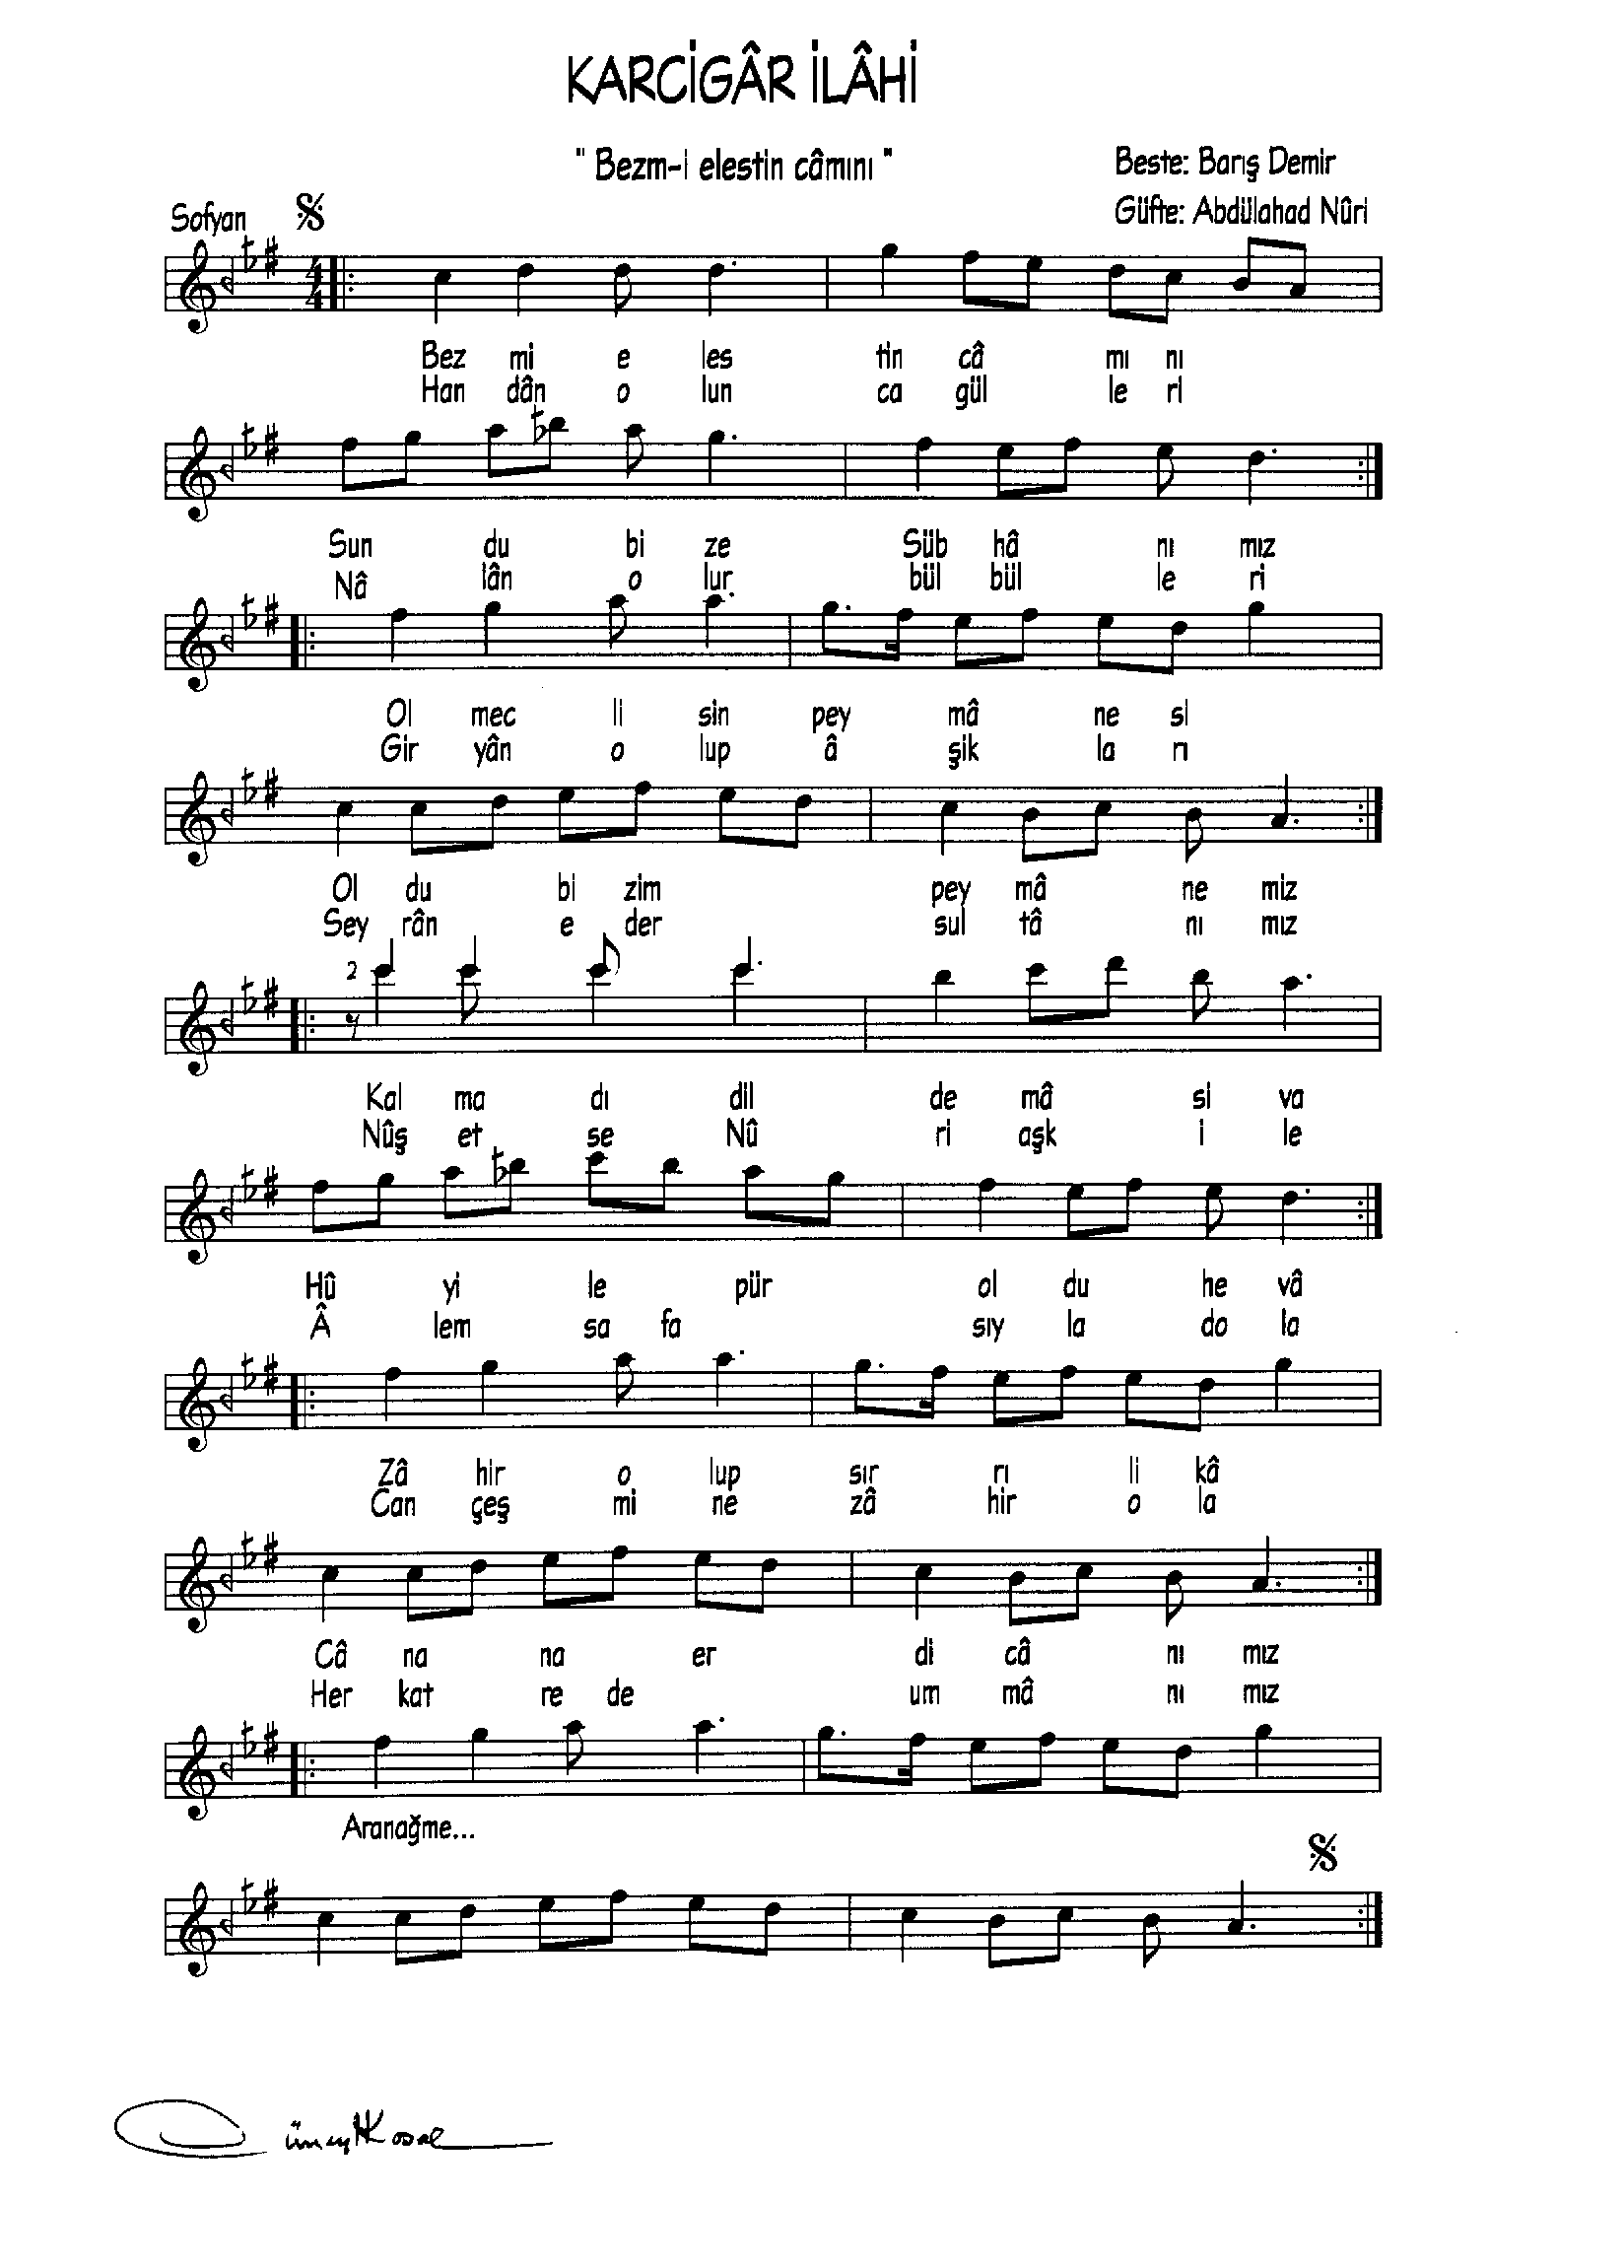 KARCİGÂR İLÂHİ
" Bezm-i elestin câmını "
Beste: Barış Demir
Sofyan
Güfte: Abdülahad Nûri
4
4
Bez mi e les tin câ mı nı
Han dân o lun ca gül le ri
Sun du bi ze Süb hâ nı mız
Nâ lân o lur bül bül le ri
Ol mec li sin pey mâ ne si
Gir yân o lup â şik la rı
Ol du bi zim pey mâ ne miz
Sey rân e der sul tâ nı mız
2
Kal ma dı dil de mâ si va
Nûş et se Nû ri aşk i le
Hû yi le pür ol du he vâ
Â lem sa fa sıy la do la
Zâ hir o lup sır rı li kâ
Can çeş mi ne zâ hir o la
Câ na na er di câ nı mız
Her kat re de um mâ nı mız
Aranağme...